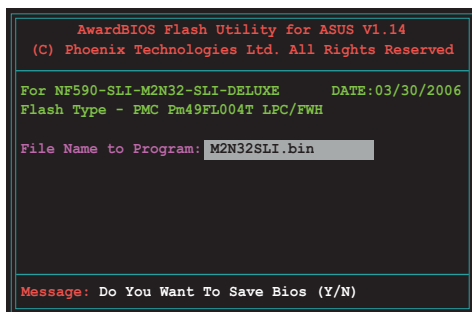 AwardBIOS Flash Utility for ASUS V1.14
(C) Phoenix Technologies Ltd. All Rights Reserved
For NF590-SLI-M2N32-SLI-DELUXE DATE:03/30/2006
Flash Type - PMC Pm49FL004T LPC/FWH
File Name to Program: M2N32SLI.bin
Message: Do You Want To Save Bios (Y/N)